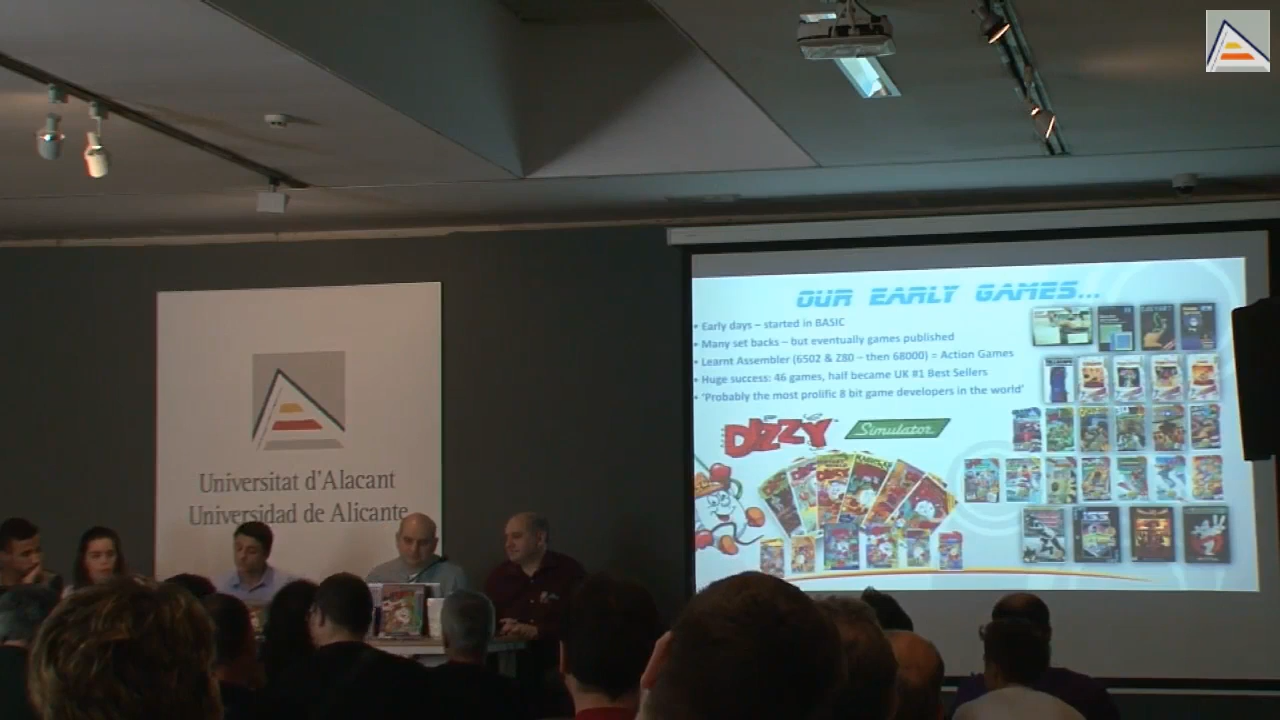 Universitat d'Alacant
Universidad de Alicante
OUR EARLY GAMES...
• Early days – started in BASIC
• Many set backs – but eventually games published
• Learnt Assembler (6502 & Z80 – then 68000) = Action Games
• Huge success: 46 games, half became UK #1 Best Sellers
• 'Probably the most prolific 8 bit game developers in the world'
DIZZY
Simulator